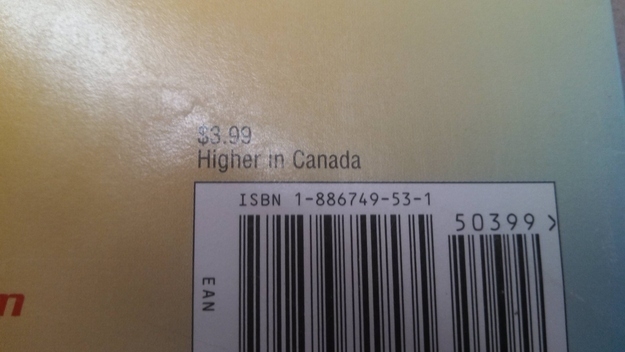 $3.99
Higher in Canada
ISBN 1-886749-53-1
50399 >
EAN
n